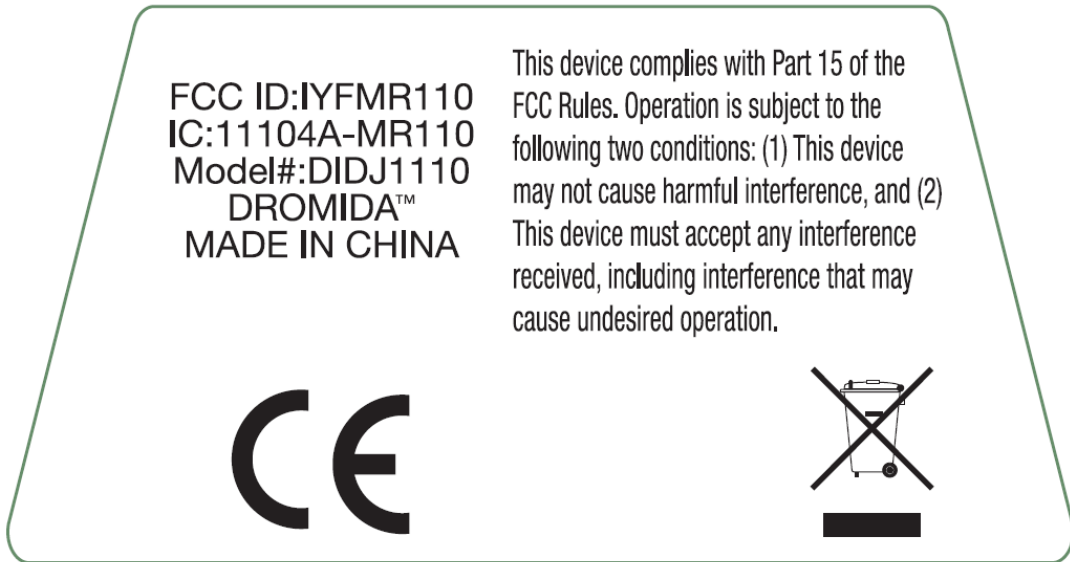 FCC ID:IYFMR110
IC:11104A-MR110
Model#:DIDJ1110
DROMIDA™
MADE IN CHINA
This device complies with Part 15 of the
FCC Rules. Operation is subject to the
following two conditions: (1) This device
may not cause harmful interference, and (2)
This device must accept any interference
received, including interference that may
cause undesired operation.
CE